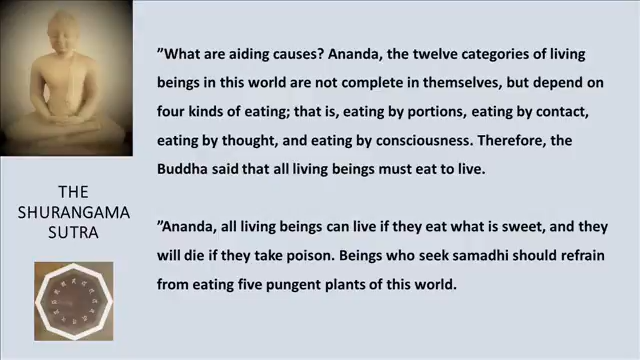 ”What are aiding causes? Ananda, the twelve categories of living
beings in this world are not complete in themselves, but depend on
four kinds of eating; that is, eating by portions, eating by contact,
eating by thought, and eating by consciousness. Therefore, the
Buddha said that all living beings must eat to live.
”Ananda, all living beings can live if they eat what is sweet, and they
will die if they take poison. Beings who seek samadhi should refrain
from eating five pungent plants of this world.
THE
SHURANGAMA
SUTRA